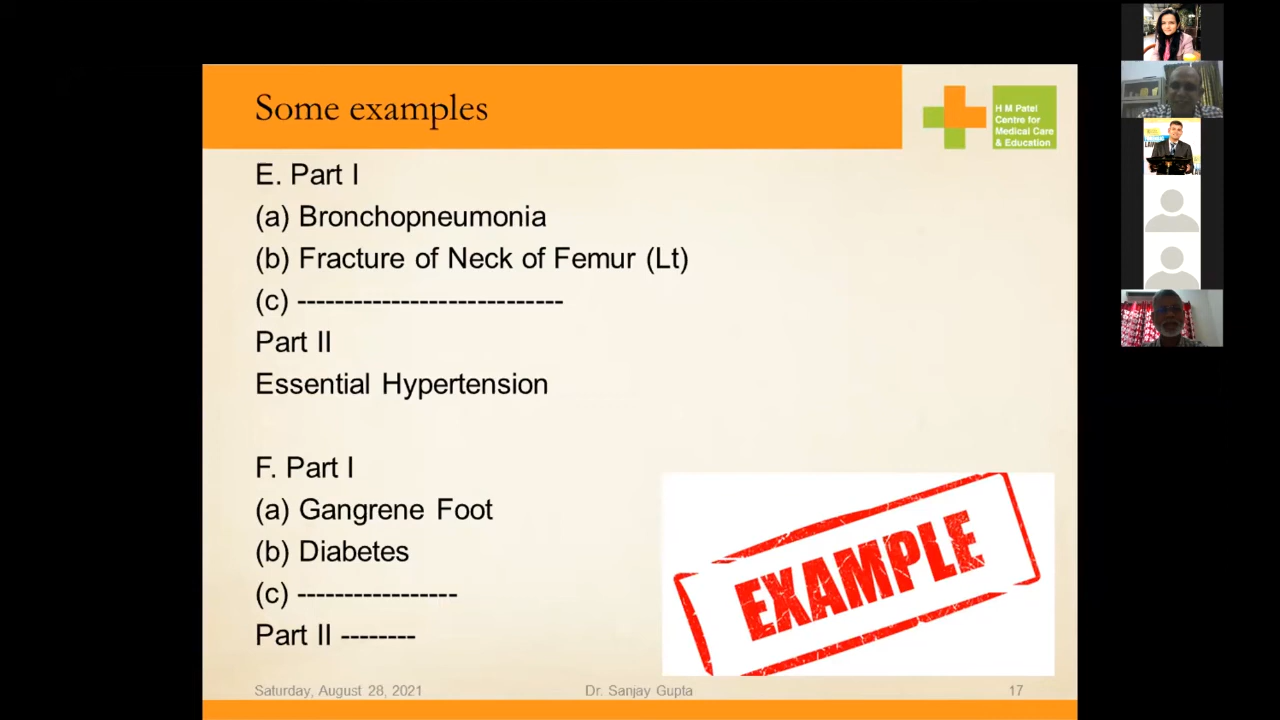 Some examples
H M Patel
Centre for
Medical Care
& Education
E. Part I
(a) Bronchopneumonia
(b) Fracture of Neck of Femur (Lt)
(c) ----------------------------
Part II
Essential Hypertension
F. Part I
(a) Gangrene Foot
(b) Diabetes
(c) -----------------
Part II --------
EXAMPLE
Saturday, August 28, 2021
Dr. Sanjay Gupta
17